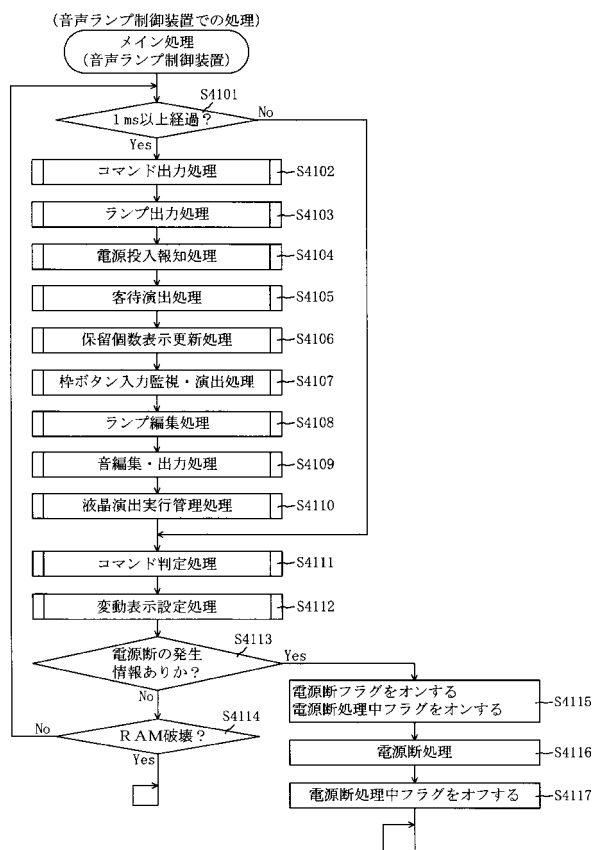 (音声ランプ制御装置での処理)
メイン処理
(音声ランプ制御装置)
S4101
1ms以上経過?
No
Yes
コマンド出力処理
S4102
ランプ出力処理
S4103
電源投入報知処理
S4104
客待演出処理
S4105
保留個数表示更新処理
S4106
枠ボタン入力監視・演出処理
S4107
ランプ編集処理
S4108
音編集・出力処理
S4109
液晶演出実行管理処理
S4110
コマンド判定処理
S4111
変動表示設定処理
S4112
S4113
電源断の発生
情報ありか?
Yes
No
電源断フラグをオンする
電源断処理中フラグをオンする
S4115
S4114
No
RAM破壊?
Yes
電源断処理
S4116
電源断処理中フラグをオフする
S4117